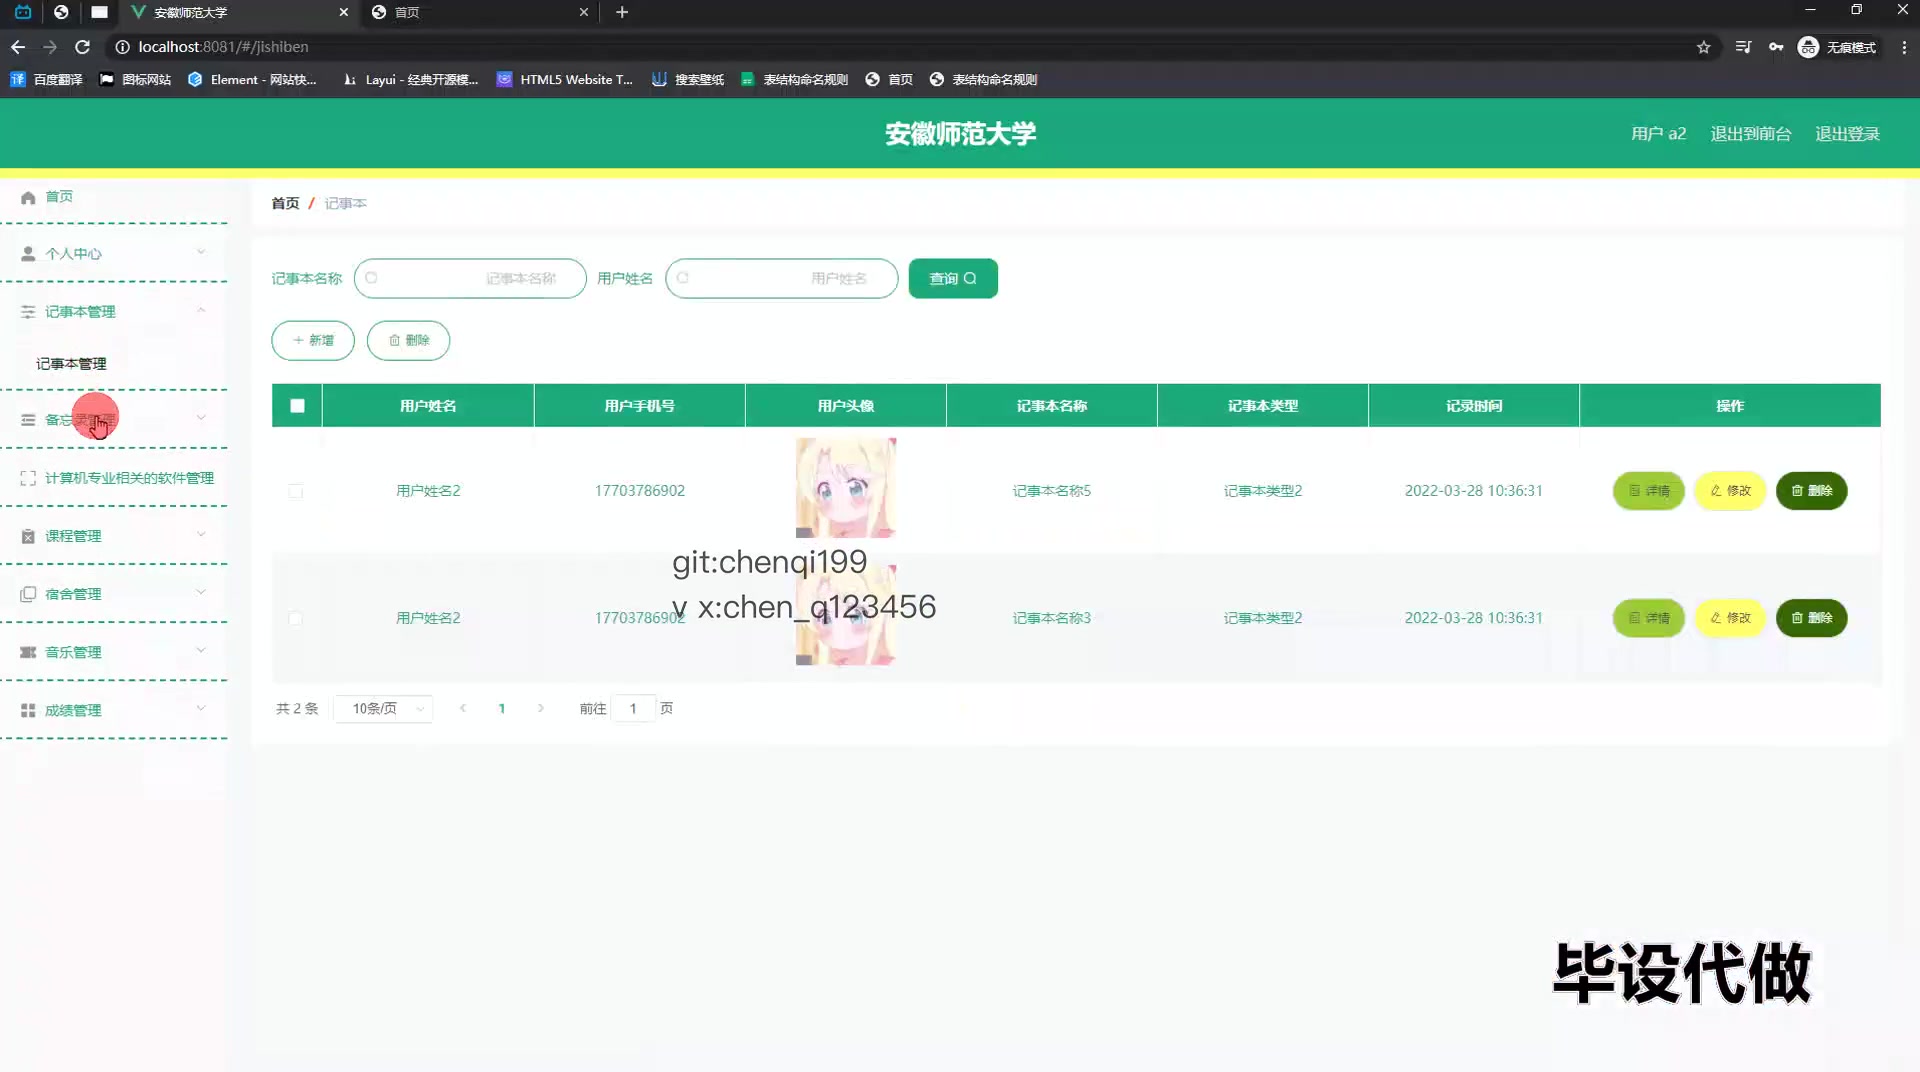 安徽师范大学
首页
localhost:8081/#/jishiben
无痕模式
百度翻译
图标网站
Element - 网站快...
Layui - 经典开源模...
HTML5 Website T...
搜索壁纸
表结构命名规则
首页
表结构命名规则
安徽师范大学
用户 a2
退出到前台
退出登录
首页
个人中心
记事本管理
记事本管理
备忘录管理
计算机专业相关的软件管理
课程管理
宿舍管理
音乐管理
成绩管理
首页 / 记事本
记事本名称 记事本名称 用户姓名 用户姓名 查询
+ 新增 删除
用户姓名 用户手机号 用户头像 记事本名称 记事本类型 记录时间 操作
用户姓名2 17703786902 记事本名称5 记事本类型2 2022-03-28 10:36:31 详情 修改 删除
git:chenqi199
v x:chen_q123456
用户姓名2 17703786902 记事本名称3 记事本类型2 2022-03-28 10:36:31 详情 修改 删除
共 2 条 10条/页 1 前往 1 页
毕设代做